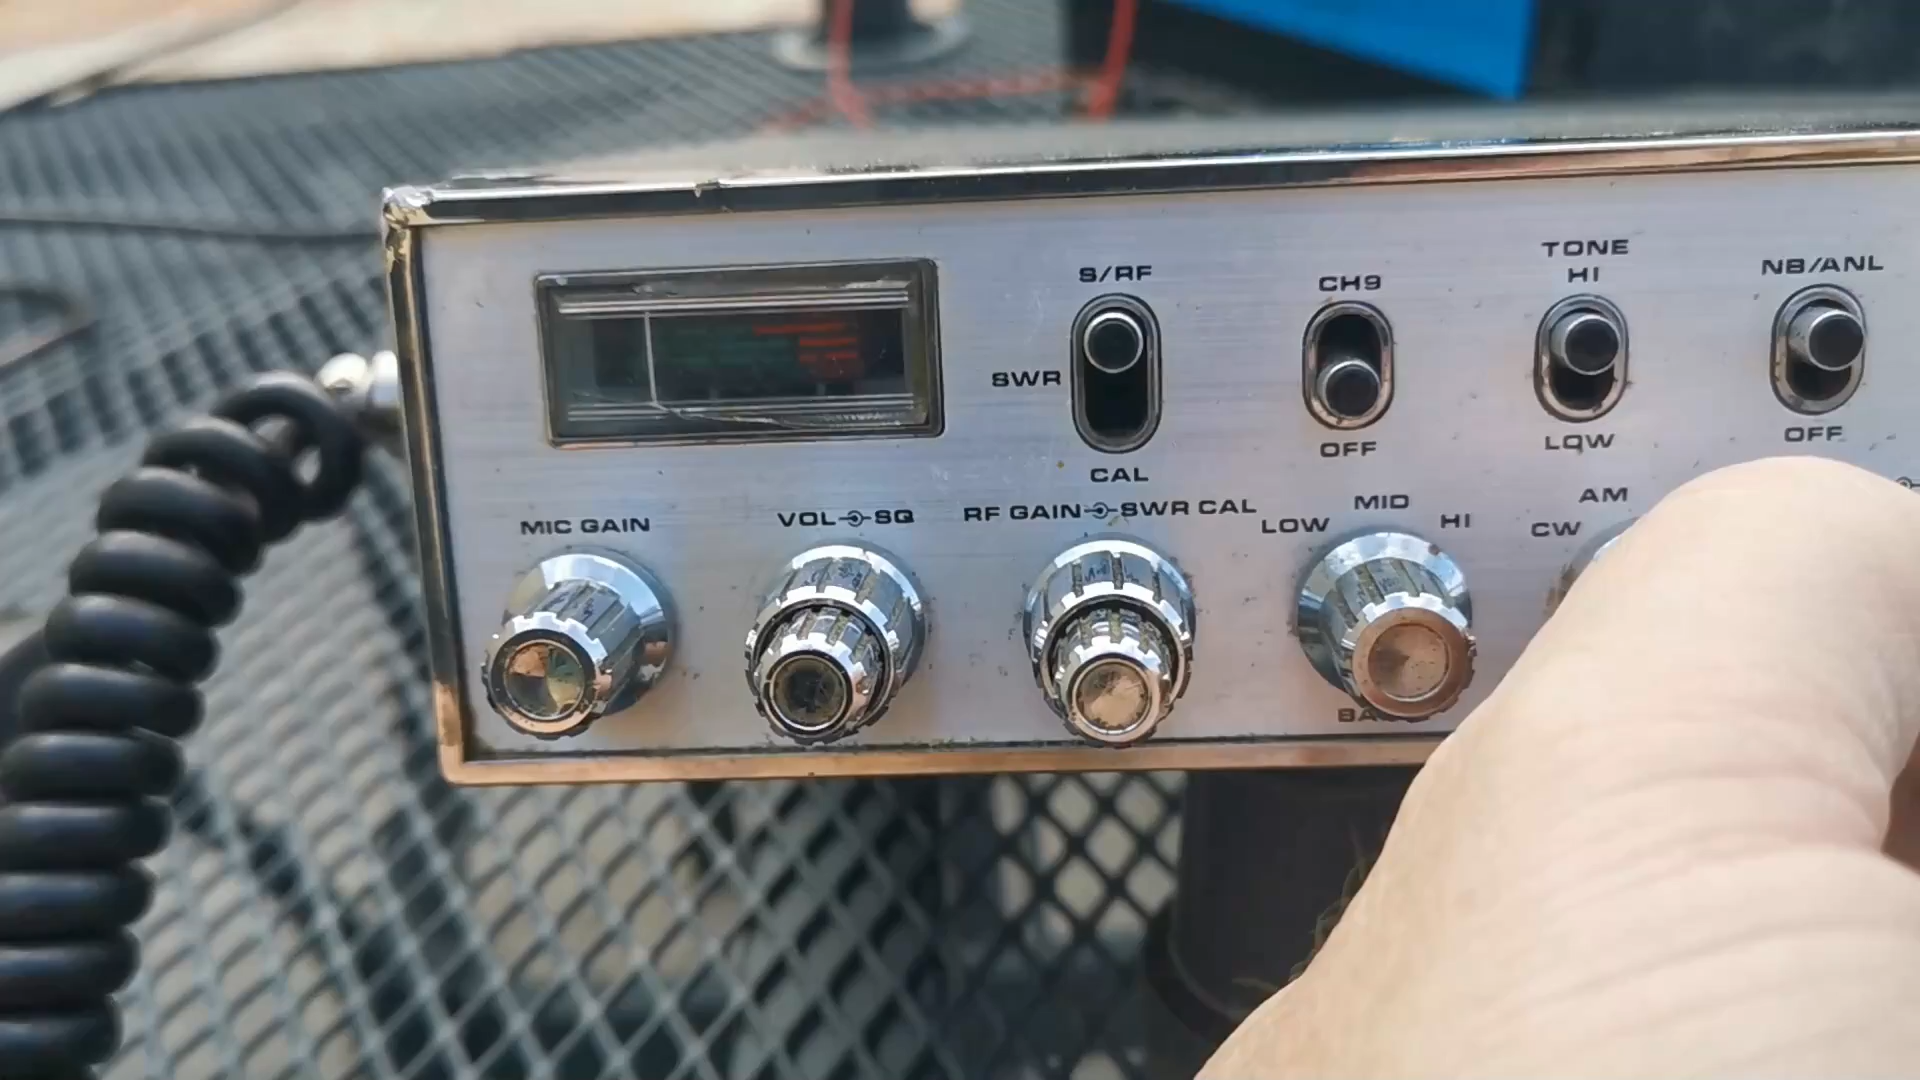 S/RF
SWR
CAL
CH9
OFF
TONE
HI
LOW
NB/ANL
OFF
MIC GAIN
VOL SQ
RF GAIN SWR CAL
LOW MID HI
CW AM